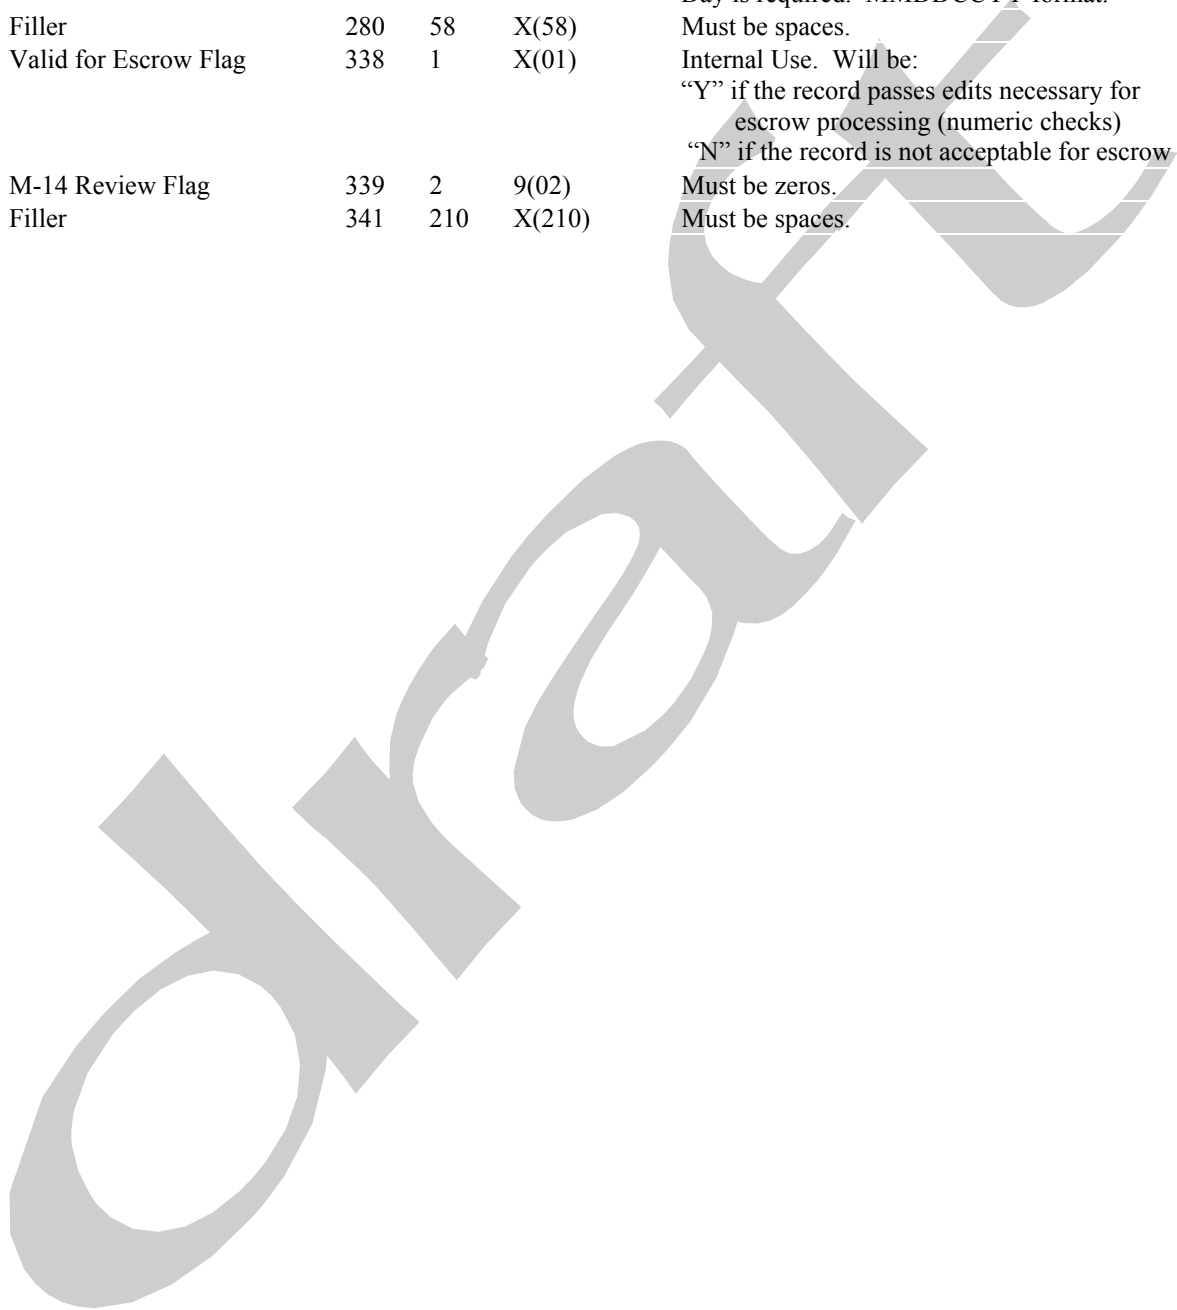 Day is required. MMDDCCYY format.
Filler 280 58 X(58) Must be spaces.
Valid for Escrow Flag 338 1 X(01) Internal Use. Will be:
“Y” if the record passes edits necessary for
escrow processing (numeric checks)
“N” if the record is not acceptable for escrow
M-14 Review Flag 339 2 9(02) Must be zeros.
Filler 341 210 X(210) Must be spaces.
draft